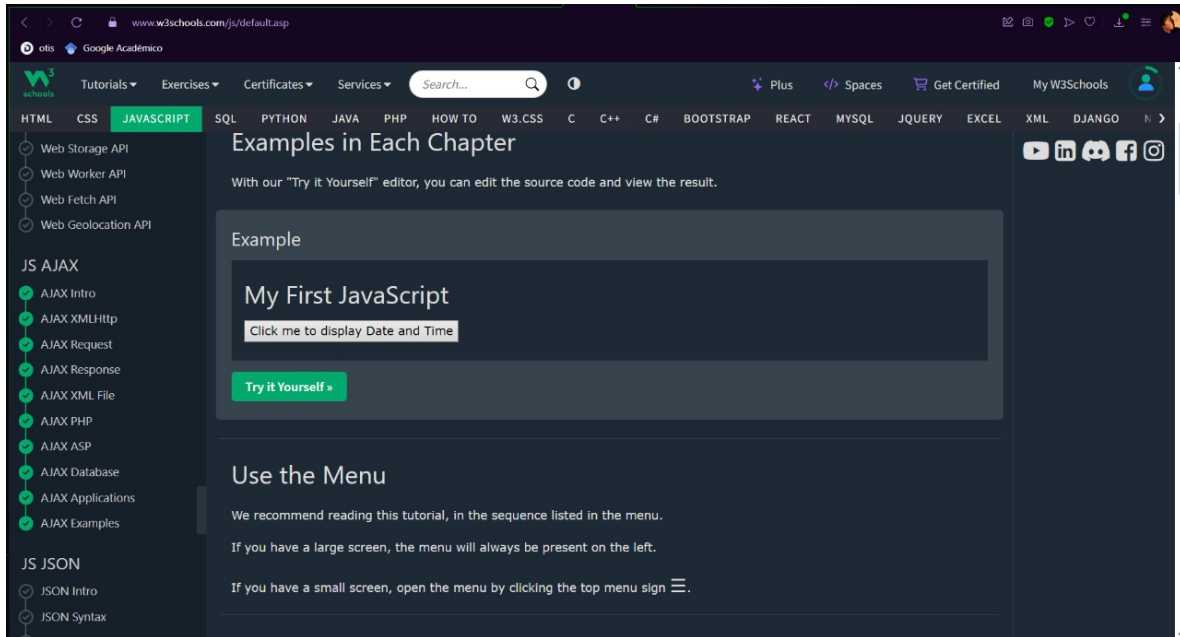 www.w3schools.com/js/default.asp
otis Google Académico
W3 schools Tutorials Exercises Certificates Services Search... Plus </> Spaces Get Certified My W3Schools
HTML CSS JAVASCRIPT SQL PYTHON JAVA PHP HOW TO W3.CSS C C++ C# BOOTSTRAP REACT MYSQL JQUERY EXCEL XML DJANGO N
Web Storage API
Web Worker API
Web Fetch API
Web Geolocation API
JS AJAX
AJAX Intro
AJAX XMLHttp
AJAX Request
AJAX Response
AJAX XML File
AJAX PHP
AJAX ASP
AJAX Database
AJAX Applications
AJAX Examples
JS JSON
JSON Intro
JSON Syntax
Examples in Each Chapter
With our "Try it Yourself" editor, you can edit the source code and view the result.
Example
My First JavaScript
Click me to display Date and Time
Try it Yourself »
Use the Menu
We recommend reading this tutorial, in the sequence listed in the menu.
If you have a large screen, the menu will always be present on the left.
If you have a small screen, open the menu by clicking the top menu sign ☰.